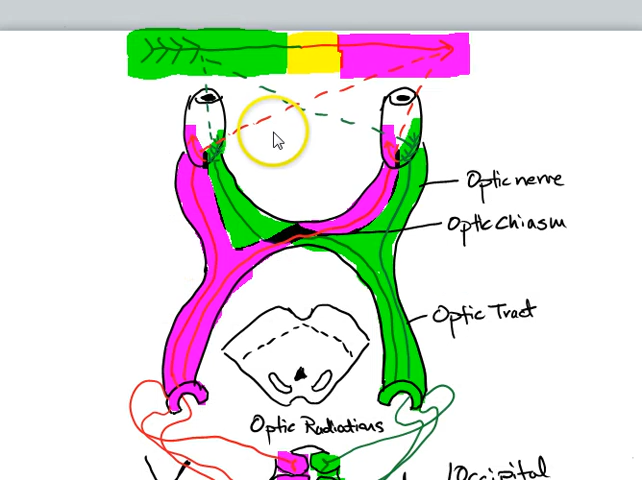 Optic nerve
Optic Chiasm
Optic Tract
Optic Radiations
Occipital